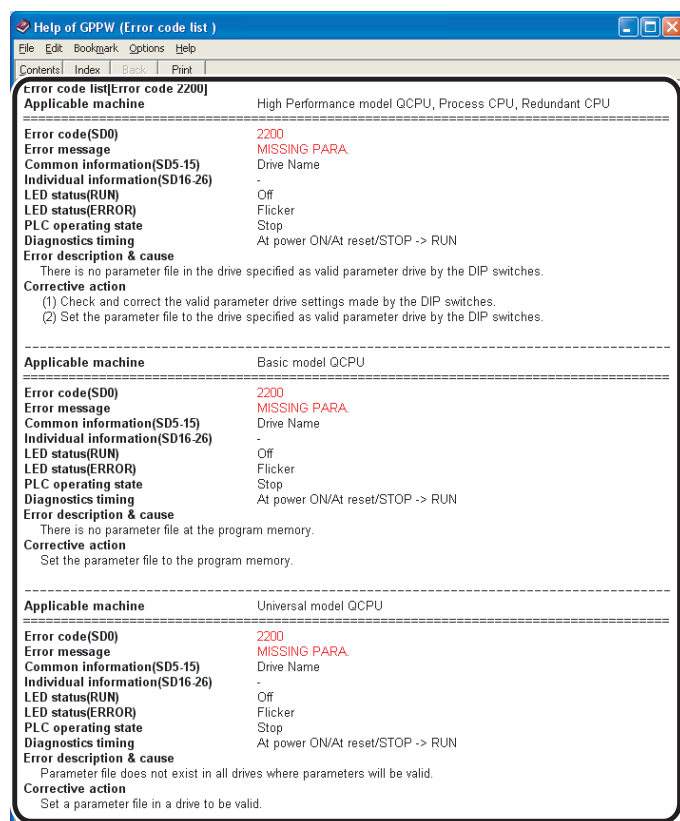 Help of GPPW (Error code list )
File Edit Bookmark Options Help
Contents Index Back Print
Error code list[Error code 2200]
Applicable machine High Performance model QCPU, Process CPU, Redundant CPU
Error code(SD0) 2200
Error message MISSING PARA.
Common information(SD5-15) Drive Name
Individual information(SD16-26) -
LED status(RUN) Off
LED status(ERROR) Flicker
PLC operating state Stop
Diagnostics timing At power ON/At reset/STOP -> RUN
Error description & cause
There is no parameter file in the drive specified as valid parameter drive by the DIP switches.
Corrective action
(1) Check and correct the valid parameter drive settings made by the DIP switches.
(2) Set the parameter file to the drive specified as valid parameter drive by the DIP switches.
Applicable machine Basic model QCPU
Error code(SD0) 2200
Error message MISSING PARA.
Common information(SD5-15) Drive Name
Individual information(SD16-26) -
LED status(RUN) Off
LED status(ERROR) Flicker
PLC operating state Stop
Diagnostics timing At power ON/At reset/STOP -> RUN
Error description & cause
There is no parameter file at the program memory.
Corrective action
Set the parameter file to the program memory.
Applicable machine Universal model QCPU
Error code(SD0) 2200
Error message MISSING PARA.
Common information(SD5-15) Drive Name
Individual information(SD16-26) -
LED status(RUN) Off
LED status(ERROR) Flicker
PLC operating state Stop
Diagnostics timing At power ON/At reset/STOP -> RUN
Error description & cause
Parameter file does not exist in all drives where parameters will be valid.
Corrective action
Set a parameter file in a drive to be valid.